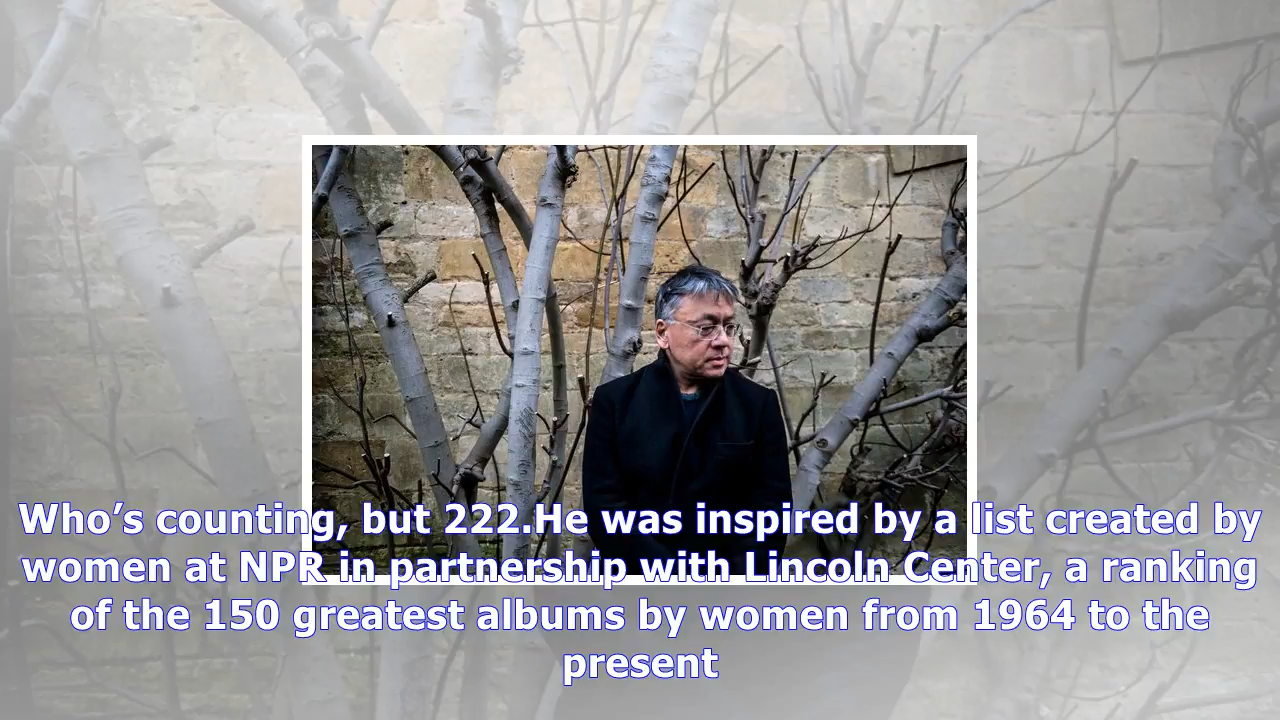 Who’s counting, but 222.He was inspired by a list created by
women at NPR in partnership with Lincoln Center, a ranking
of the 150 greatest albums by women from 1964 to the
present